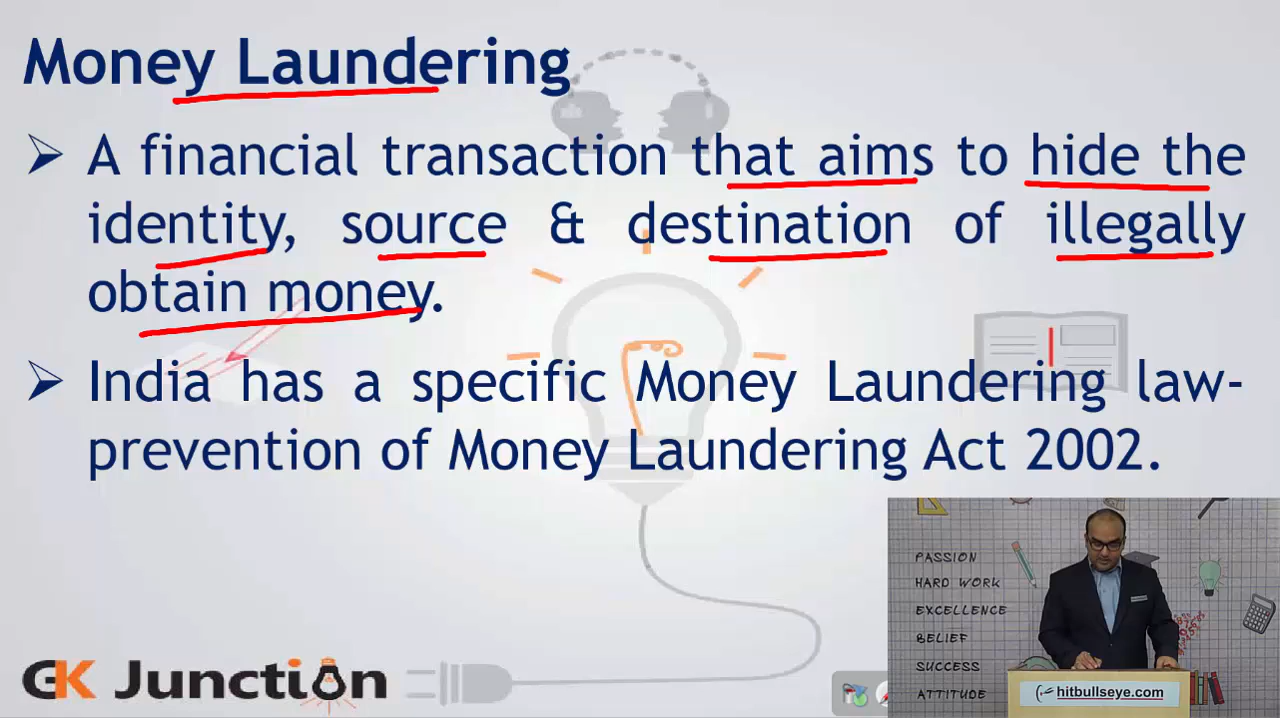 Money Laundering
A financial transaction that aims to hide the
identity, source & destination of illegally
obtain money.
India has a specific Money Laundering law-
prevention of Money Laundering Act 2002.
PASSION
HARD WORK
EXCELLENCE
BELIEF
SUCCESS
ATTITUDE
GK Junction
hitbullseye.com